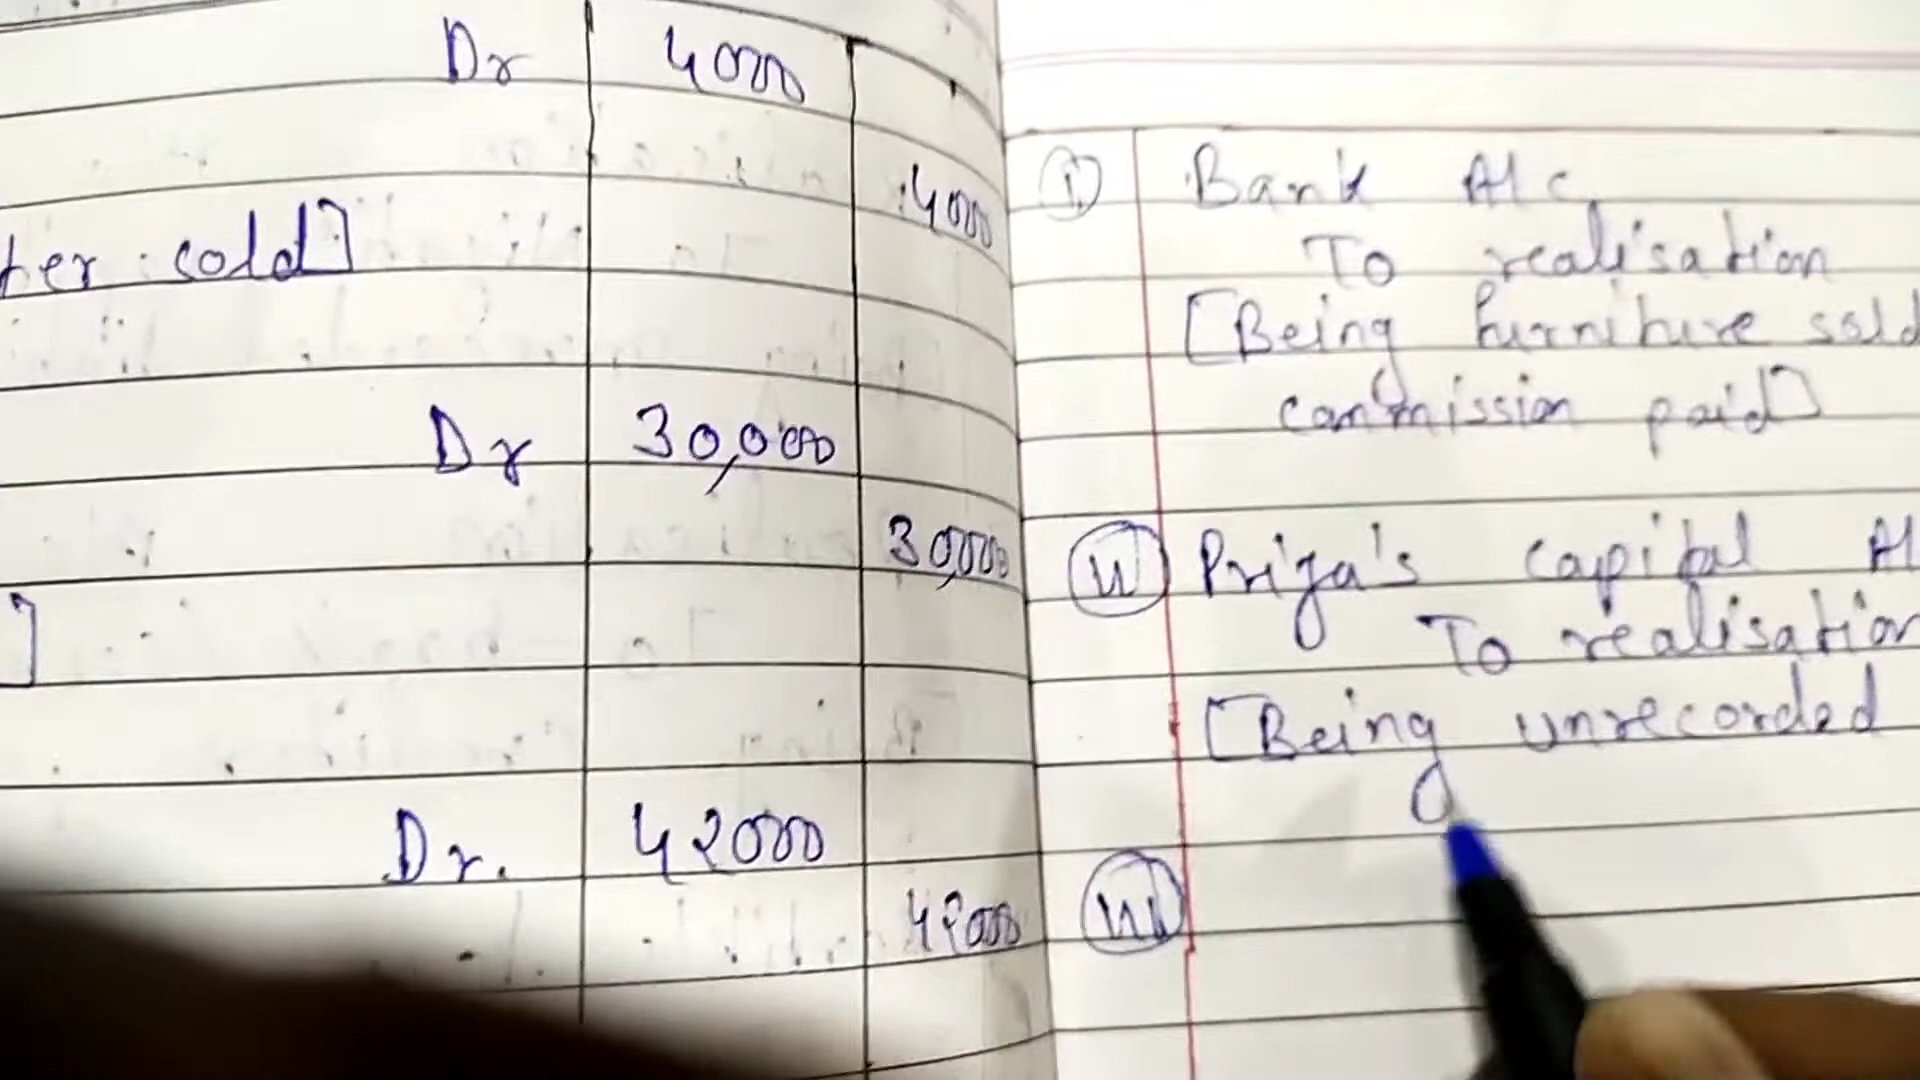 Dr 4000
4000
ter sold]
Dr 30,000
30,000
]
Dr. 42000
42000
(i) Bank A/c
To realisation
[Being furniture sold
commission paid]
(ii) Priya's capital A/
To realisation
[Being unrecorded
(iii)